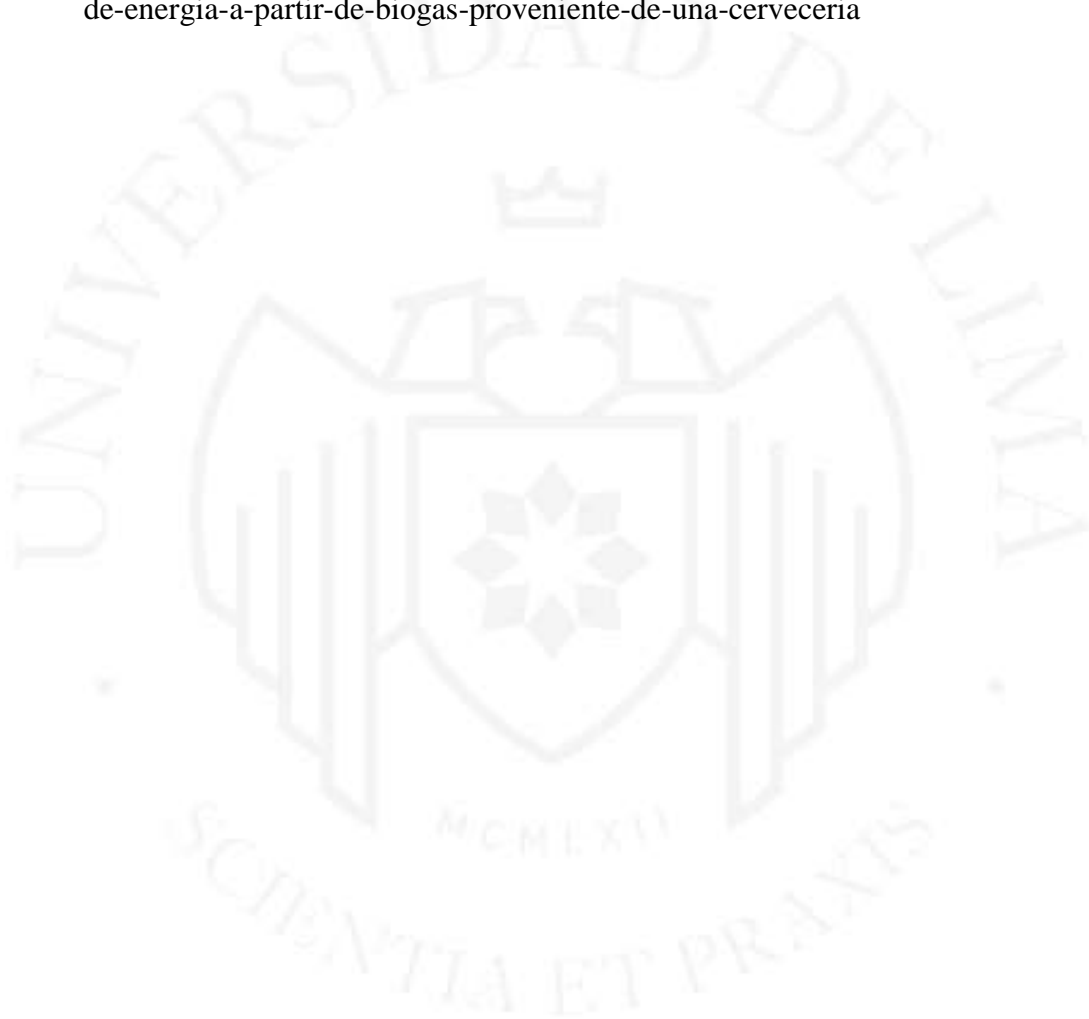 de-energia-a-partir-de-biogas-proveniente-de-una-cerveceria
UNIVERSIDAD DE LIMA
MCMLXII
SCIENTIA ET PRAXIS